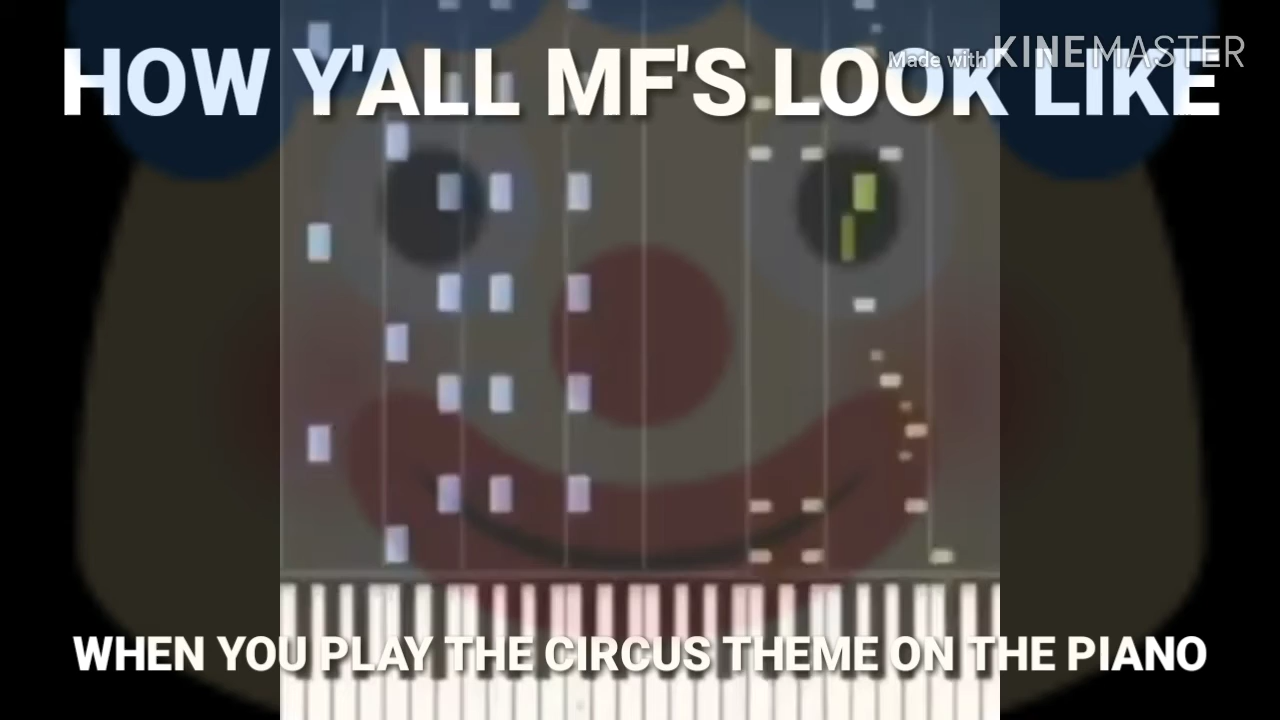 HOW Y'ALL MF'S LOOK LIKE
Made with KINEMASTER
WHEN YOU PLAY THE CIRCUS THEME ON THE PIANO